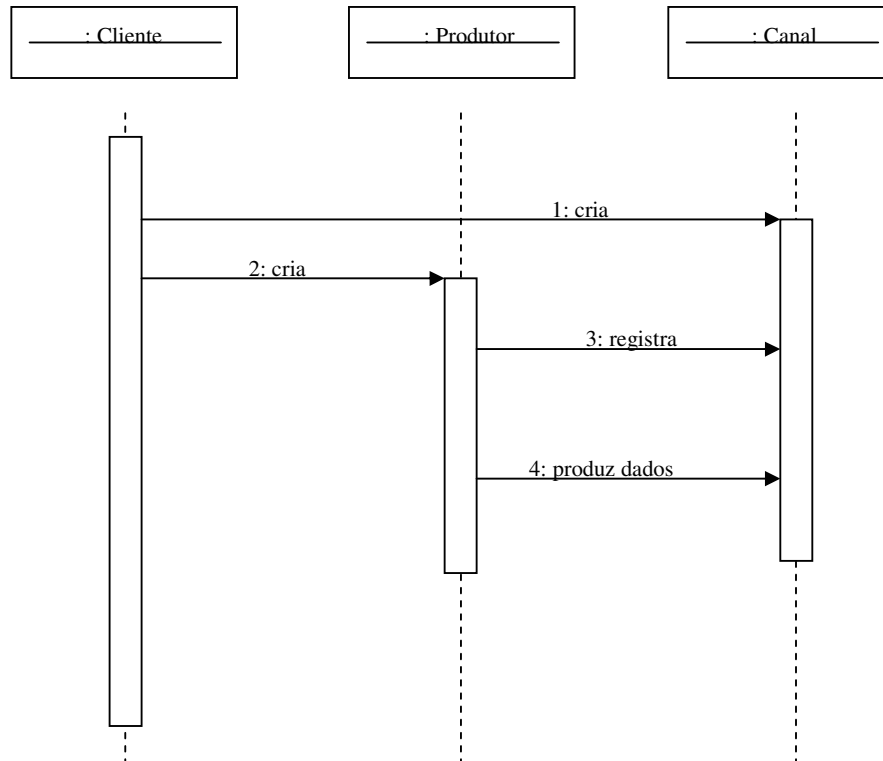 : Cliente
: Produtor
: Canal
1: cria
2: cria
3: registra
4: produz dados